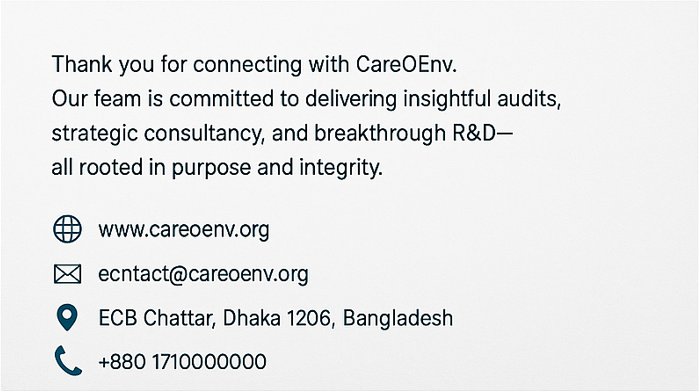 Thank you for connecting with CareOEnv.
Our feam is committed to delivering insightful audits,
strategic consultancy, and breakthrough R&D—
all rooted in purpose and integrity.
www.careoenv.org
ecntact@careoenv.org
ECB Chattar, Dhaka 1206, Bangladesh
+880 1710000000